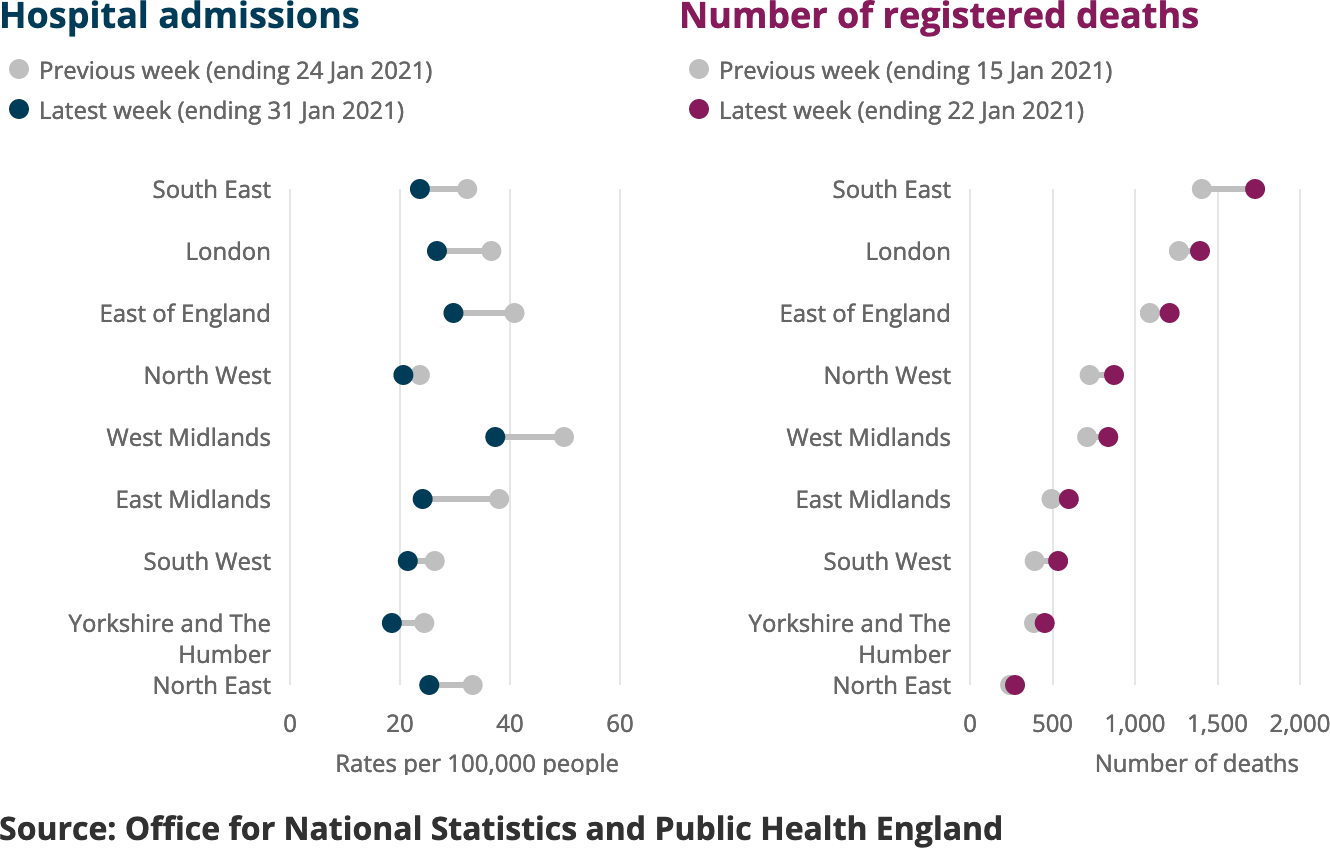 Hospital admissions
Previous week (ending 24 Jan 2021)
Latest week (ending 31 Jan 2021)
South East
London
East of England
North West
West Midlands
East Midlands
South West
Yorkshire and The
Humber
North East
0 20 40 60
Rates per 100,000 people
Number of registered deaths
Previous week (ending 15 Jan 2021)
Latest week (ending 22 Jan 2021)
South East
London
East of England
North West
West Midlands
East Midlands
South West
Yorkshire and The
Humber
North East
0 500 1,000 1,500 2,000
Number of deaths
Source: Office for National Statistics and Public Health England